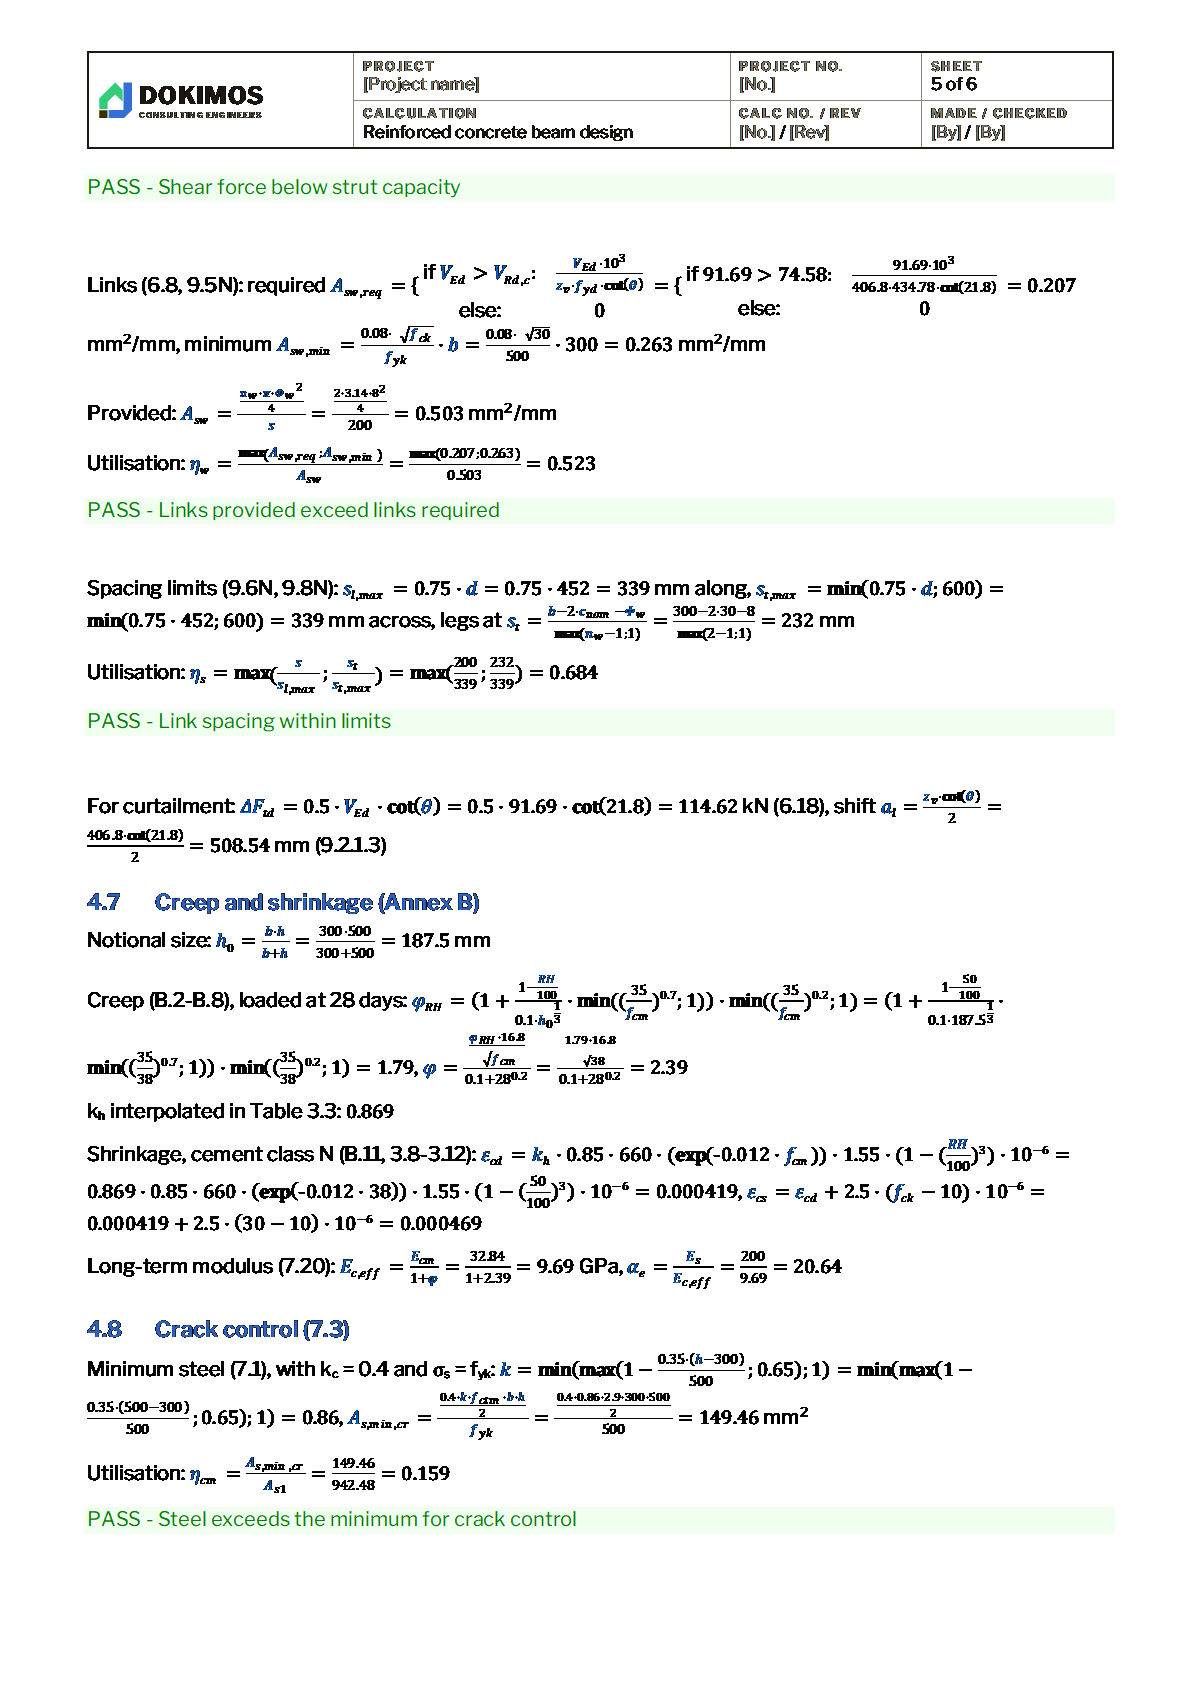 DOKIMOS
CONSULTING ENGINEERS
PROJECT
[Project name]
PROJECT NO.
[No.]
SHEET
5 of 6
CALCULATION
Reinforced concrete beam design
CALC NO. / REV
[No.] / [Rev]
MADE / CHECKED
[By] / [By]
PASS - Shear force below strut capacity
Links (6.8, 9.5N): required A_sw,req = { if V_Ed > V_Rd,c: (V_Ed·10³)/(z_v·f_yd·cot(θ)) else: 0 = { if 91.69 > 74.58: (91.69·10³)/(406.8·434.78·cot(21.8)) else: 0 = 0.207
mm²/mm, minimum A_sw,min = (0.08· √f_ck)/f_yk · b = (0.08· √30)/500 · 300 = 0.263 mm²/mm
Provided: A_sw = ((n_w·π·Φ_w²)/4)/s = ((2·3.14·8²)/4)/200 = 0.503 mm²/mm
Utilisation: η_w = max(A_sw,req;A_sw,min)/A_sw = max(0.207;0.263)/0.503 = 0.523
PASS - Links provided exceed links required
Spacing limits (9.6N, 9.8N): s_l,max = 0.75 · d = 0.75 · 452 = 339 mm along, s_t,max = min(0.75 · d; 600) =
min(0.75 · 452; 600) = 339 mm across, legs at s_t = (b−2·c_nom−Φ_w)/max(n_w−1;1) = (300−2·30−8)/max(2−1;1) = 232 mm
Utilisation: η_s = max(s/s_l,max ; s_t/s_t,max) = max(200/339 ; 232/339) = 0.684
PASS - Link spacing within limits
For curtailment: ΔF_td = 0.5 · V_Ed · cot(θ) = 0.5 · 91.69 · cot(21.8) = 114.62 kN (6.18), shift a_l = (z_v·cot(θ))/2 =
(406.8·cot(21.8))/2 = 508.54 mm (9.2.1.3)
4.7 Creep and shrinkage (Annex B)
Notional size: h_0 = (b·h)/(b+h) = (300·500)/(300+500) = 187.5 mm
Creep (B.2-B.8), loaded at 28 days: φ_RH = (1 + (1−RH/100)/(0.1·h_0^(1/3)) · min((35/f_cm)^0.7; 1)) · min((35/f_cm)^0.2; 1) = (1 + (1−50/100)/(0.1·187.5^(1/3)) ·
min((35/38)^0.7; 1)) · min((35/38)^0.2; 1) = 1.79, φ = ((φ_RH·16.8)/√f_cm)/(0.1+28^0.2) = ((1.79·16.8)/√38)/(0.1+28^0.2) = 2.39
k_h interpolated in Table 3.3: 0.869
Shrinkage, cement class N (B.11, 3.8-3.12): ε_cd = k_h · 0.85 · 660 · (exp(-0.012 · f_cm)) · 1.55 · (1 − (RH/100)³) · 10⁻⁶ =
0.869 · 0.85 · 660 · (exp(-0.012 · 38)) · 1.55 · (1 − (50/100)³) · 10⁻⁶ = 0.000419, ε_cs = ε_cd + 2.5 · (f_ck − 10) · 10⁻⁶ =
0.000419 + 2.5 · (30 − 10) · 10⁻⁶ = 0.000469
Long-term modulus (7.20): E_c,eff = E_cm/(1+φ) = 32.84/(1+2.39) = 9.69 GPa, α_e = E_s/E_c,eff = 200/9.69 = 20.64
4.8 Crack control (7.3)
Minimum steel (7.1), with k_c = 0.4 and σ_s = f_yk: k = min(max(1 − (0.35·(h−300))/500 ; 0.65); 1) = min(max(1 −
(0.35·(500−300))/500 ; 0.65); 1) = 0.86, A_s,min,cr = ((0.4·k·f_ctm·b·h)/2)/f_yk = ((0.4·0.86·2.9·300·500)/2)/500 = 149.46 mm²
Utilisation: η_cm = A_s,min,cr/A_s1 = 149.46/942.48 = 0.159
PASS - Steel exceeds the minimum for crack control